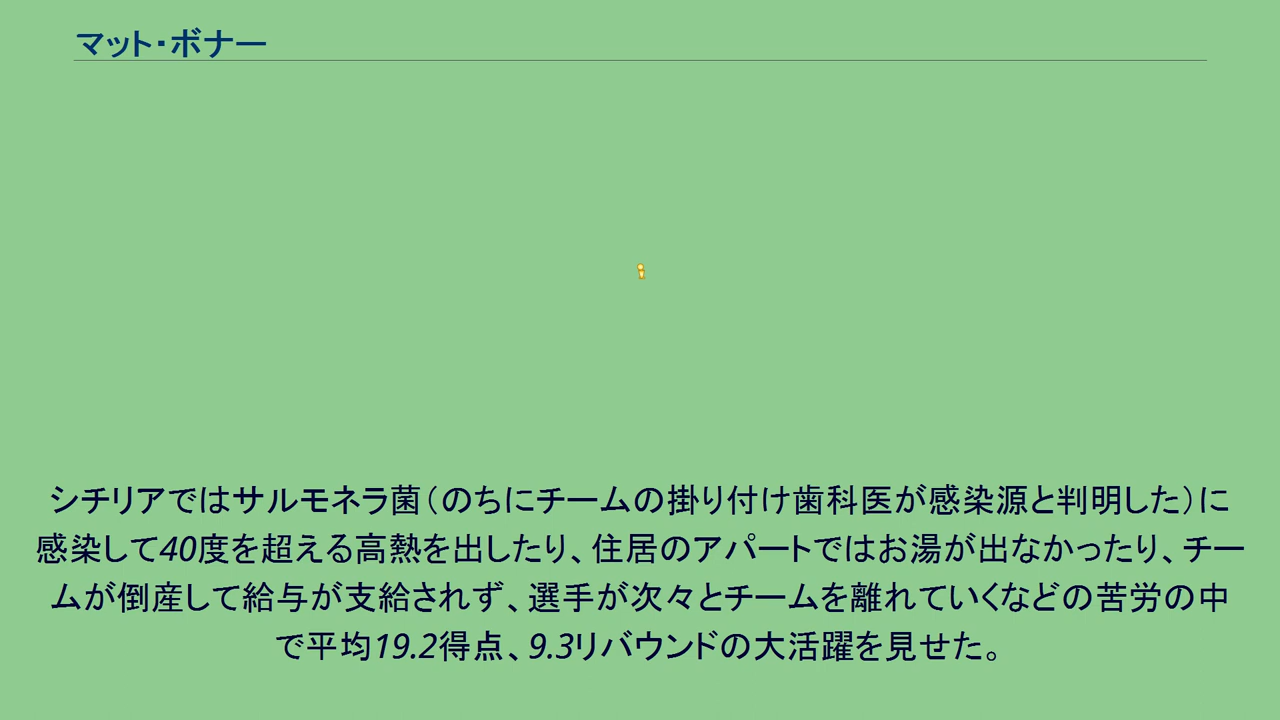 マット・ボナー
シチリアではサルモネラ菌（のちにチームの掛り付け歯科医が感染源と判明した）に
感染して40度を超える高熱を出したり、住居のアパートではお湯が出なかったり、チー
ムが倒産して給与が支給されず、選手が次々とチームを離れていくなどの苦労の中
で平均19.2得点、9.3リバウンドの大活躍を見せた。